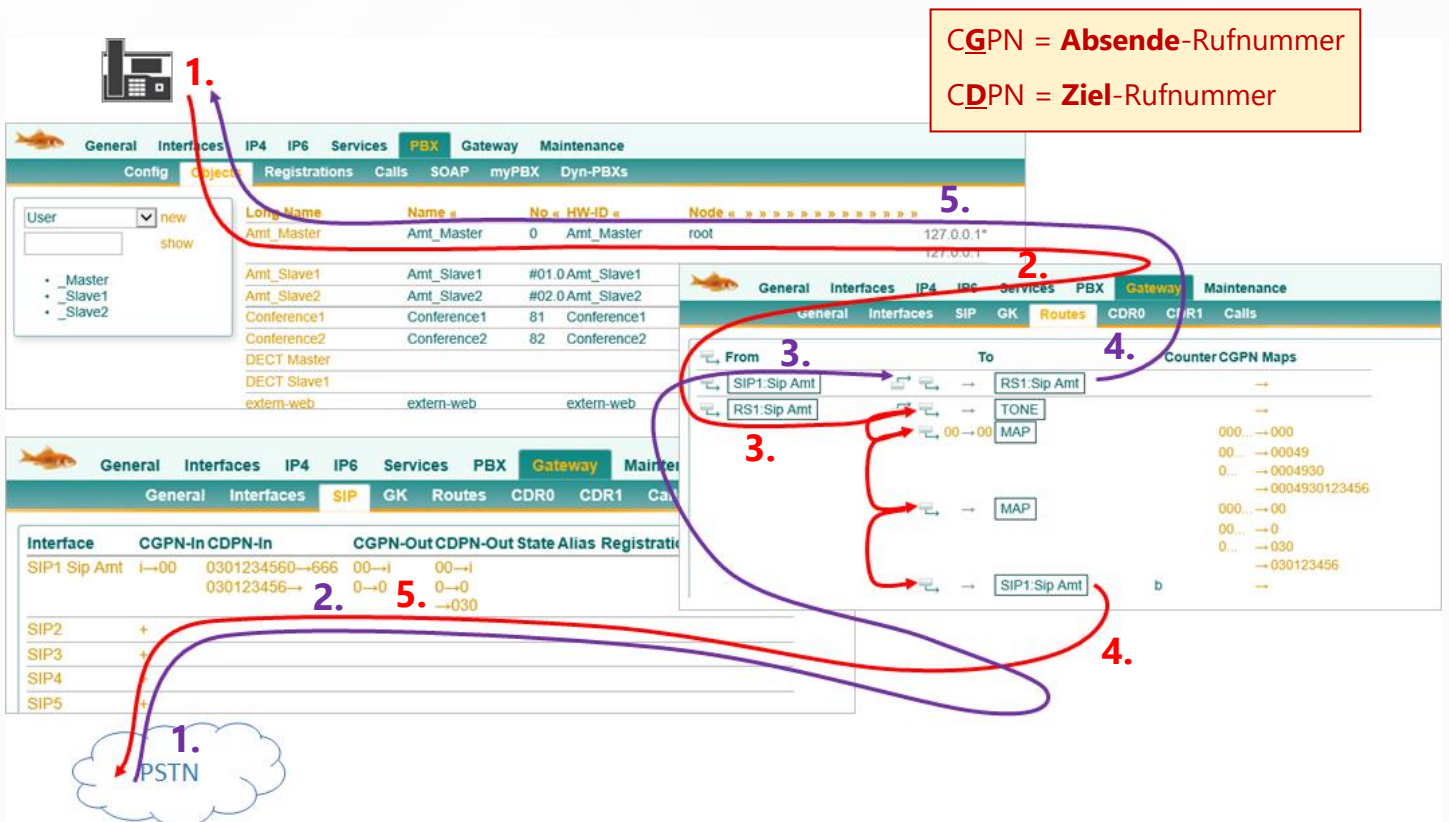 CGPN = Absende-Rufnummer
CDPN = Ziel-Rufnummer
1.
General Interfaces IP4 IP6 Services PBX Gateway Maintenance
Config Objects Registrations Calls SOAP myPBX Dyn-PBXs
User new
show
_Master
_Slave1
_Slave2
Long Name Name « No « HW-ID « Node « » » » » » » » » » » » » »
5.
Amt_Master Amt_Master 0 Amt_Master root 127.0.0.1*
127.0.0.1
Amt_Slave1 Amt_Slave1 #01.0 Amt_Slave1
Amt_Slave2 Amt_Slave2 #02.0 Amt_Slave2
Conference1 Conference1 81 Conference1
Conference2 Conference2 82 Conference2
DECT Master
DECT Slave1
extern-web extern-web extern-web
2.
General Interfaces IP4 IP6 Services PBX Gateway Maintenance
General Interfaces SIP GK Routes CDR0 CDR1 Calls
From To Counter CGPN Maps
3.
4.
SIP1:Sip Amt → RS1:Sip Amt →
RS1:Sip Amt → TONE →
3.
00→00 MAP 000...→000
00...→00049
0...→0004930
→0004930123456
→ MAP 000...→00
00...→0
0...→030
→030123456
→ SIP1:Sip Amt b →
4.
General Interfaces IP4 IP6 Services PBX Gateway
General Interfaces SIP GK Routes CDR0 CDR1
Interface CGPN-In CDPN-In CGPN-Out CDPN-Out State Alias
SIP1 Sip Amt i→00 0301234560→666 00→i 00→i
030123456→ 0→0 0→0
→030
2.
5.
SIP2 +
SIP3 +
SIP4 +
SIP5 +
1.
PSTN